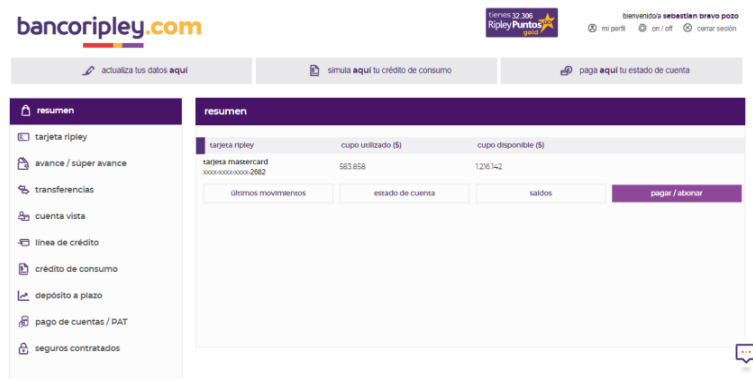 bancoripley.com
tienes 32.306
Ripley Puntos
gold
bienvenido/a sebastian bravo pozo
mi perfil on / off cerrar sesión
actualiza tus datos aquí
simula aquí tu crédito de consumo
paga aquí tu estado de cuenta
resumen
tarjeta ripley
avance / súper avance
transferencias
cuenta vista
línea de crédito
crédito de consumo
depósito a plazo
pago de cuentas / PAT
seguros contratados
resumen
tarjeta ripley cupo utilizado ($) cupo disponible ($)
tarjeta mastercard 583.858 1.216.142
xxxx-xxxx-xxxx-2682
últimos movimientos estado de cuenta saldos pagar / abonar